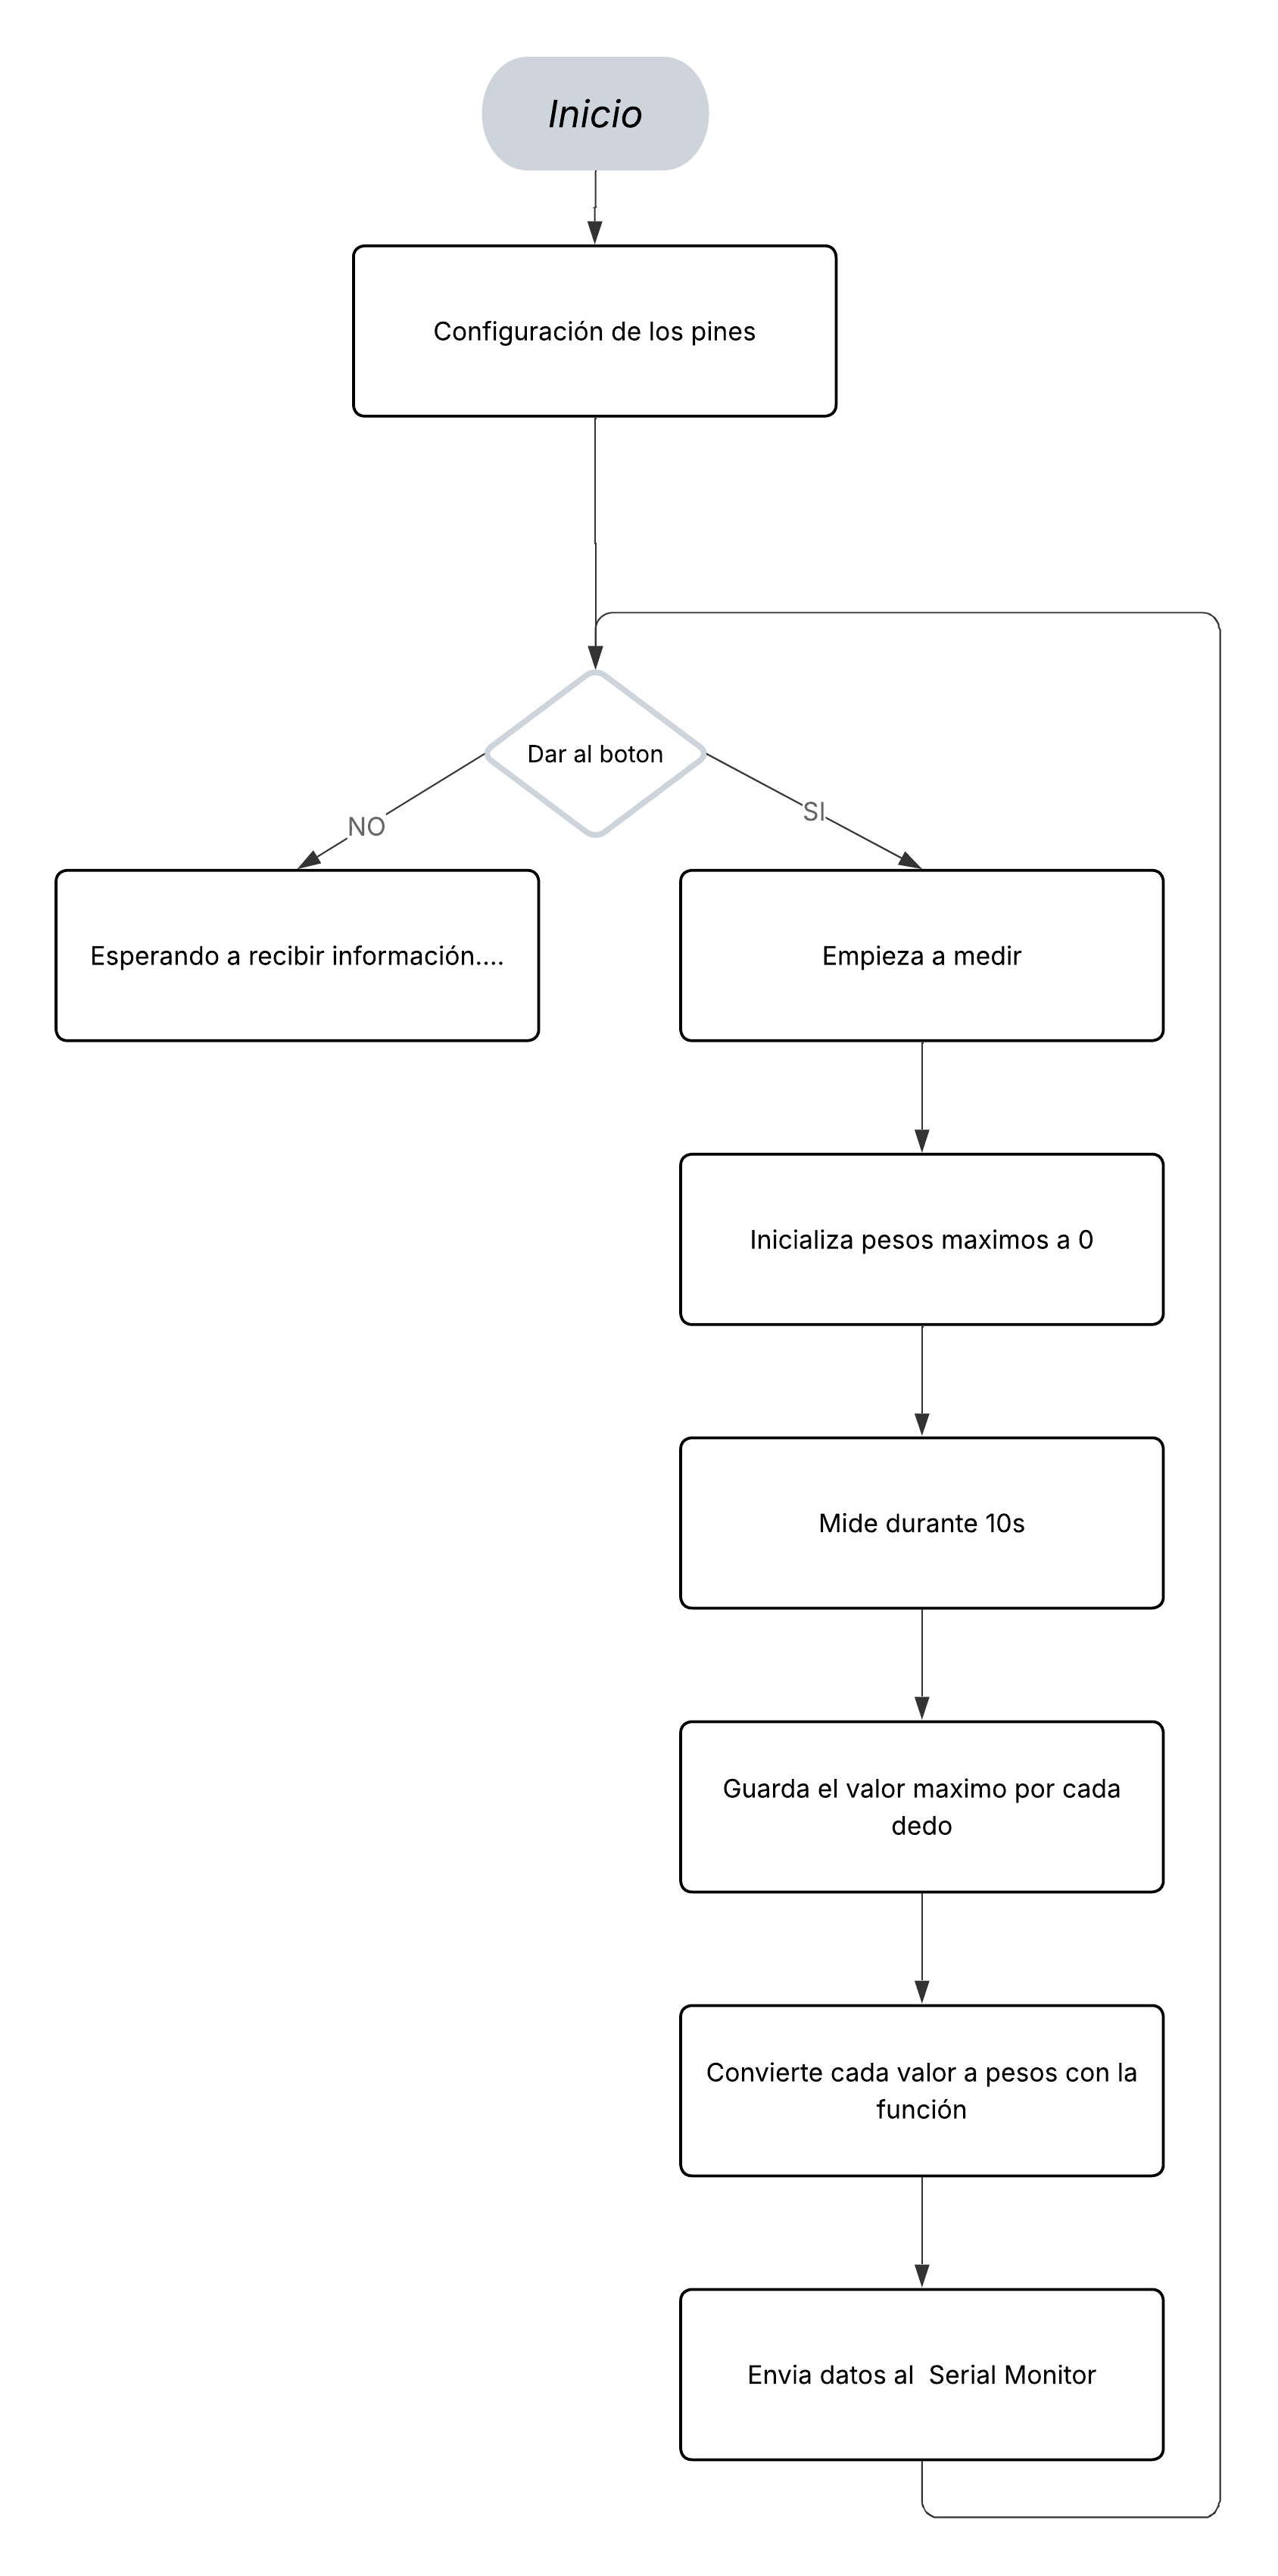 Inicio
Configuración de los pines
Dar al boton
NO
SI
Esperando a recibir información....
Empieza a medir
Inicializa pesos maximos a 0
Mide durante 10s
Guarda el valor maximo por cada
dedo
Convierte cada valor a pesos con la
función
Envia datos al  Serial Monitor